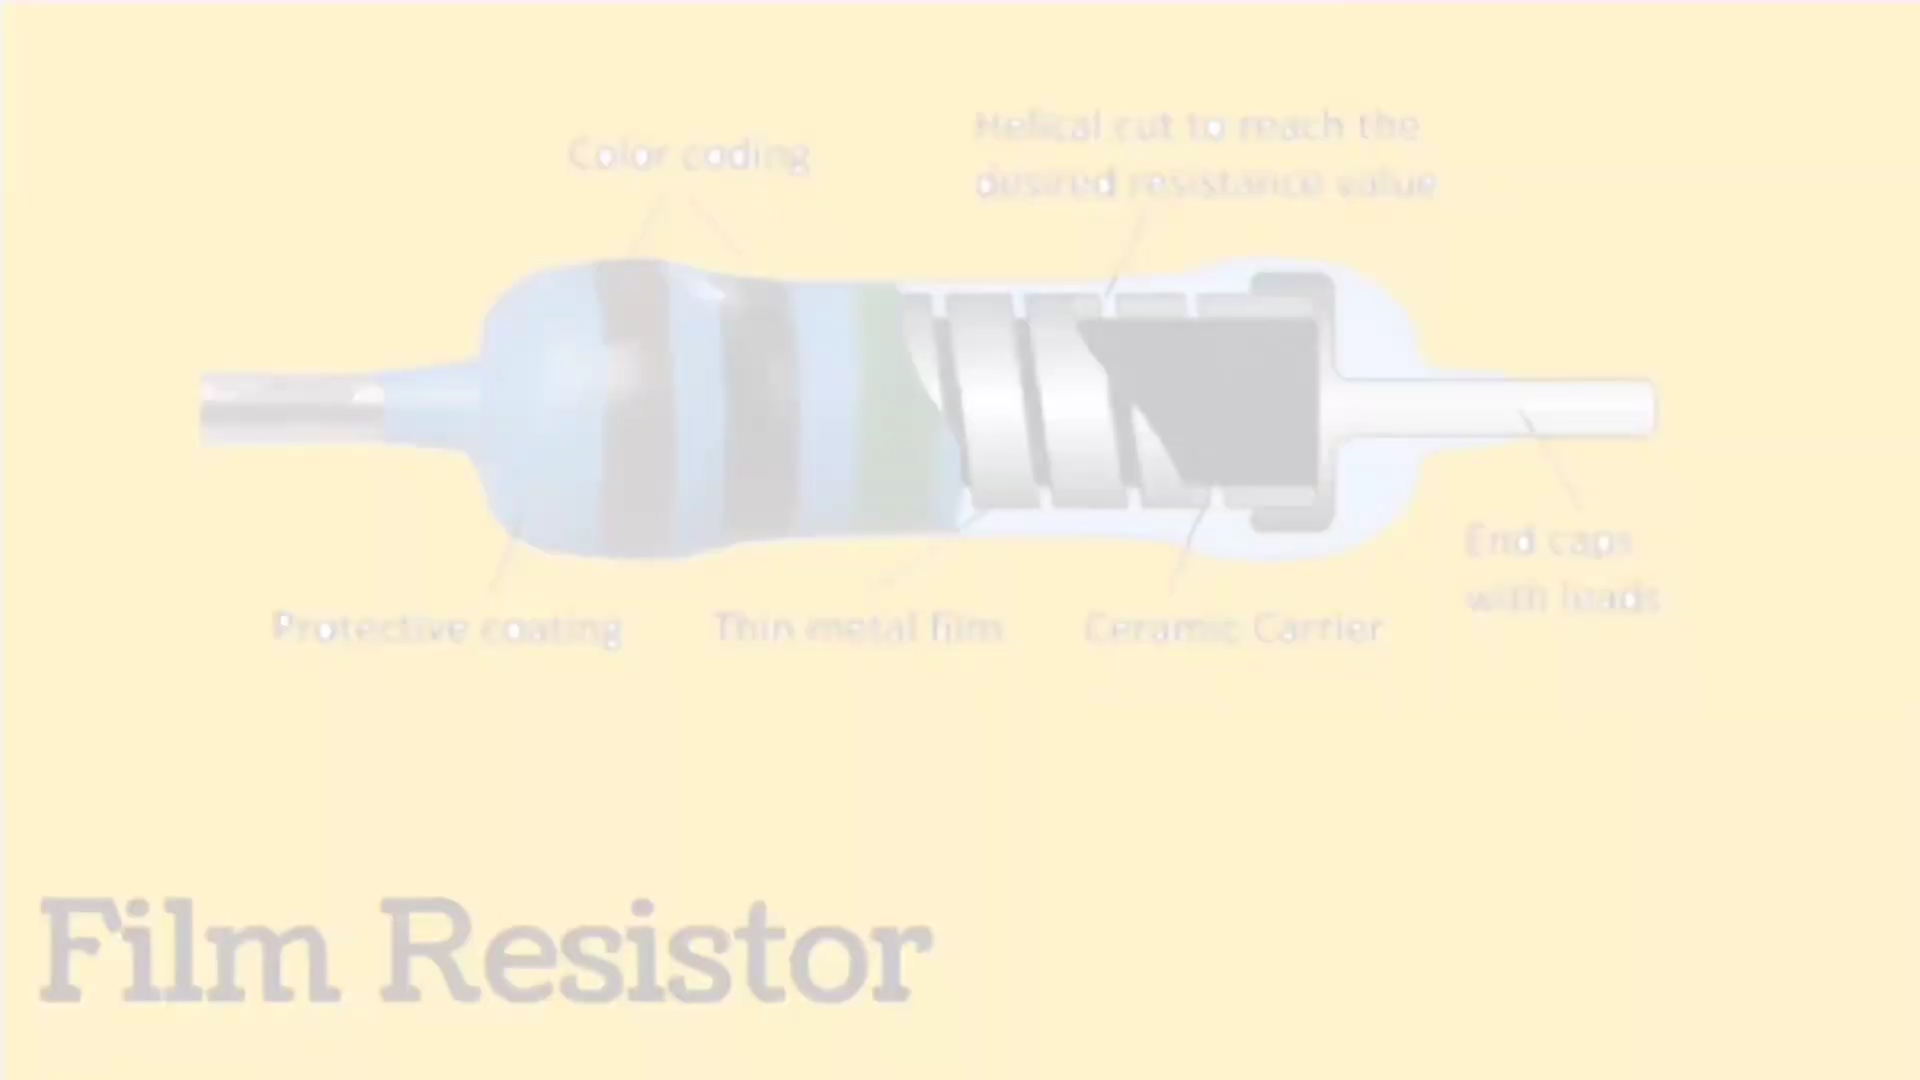 Color coding
Helical cut to reach the
desired resistance value
End caps
with leads
Protective coating
Thin metal film
Ceramic Carrier
Film Resistor